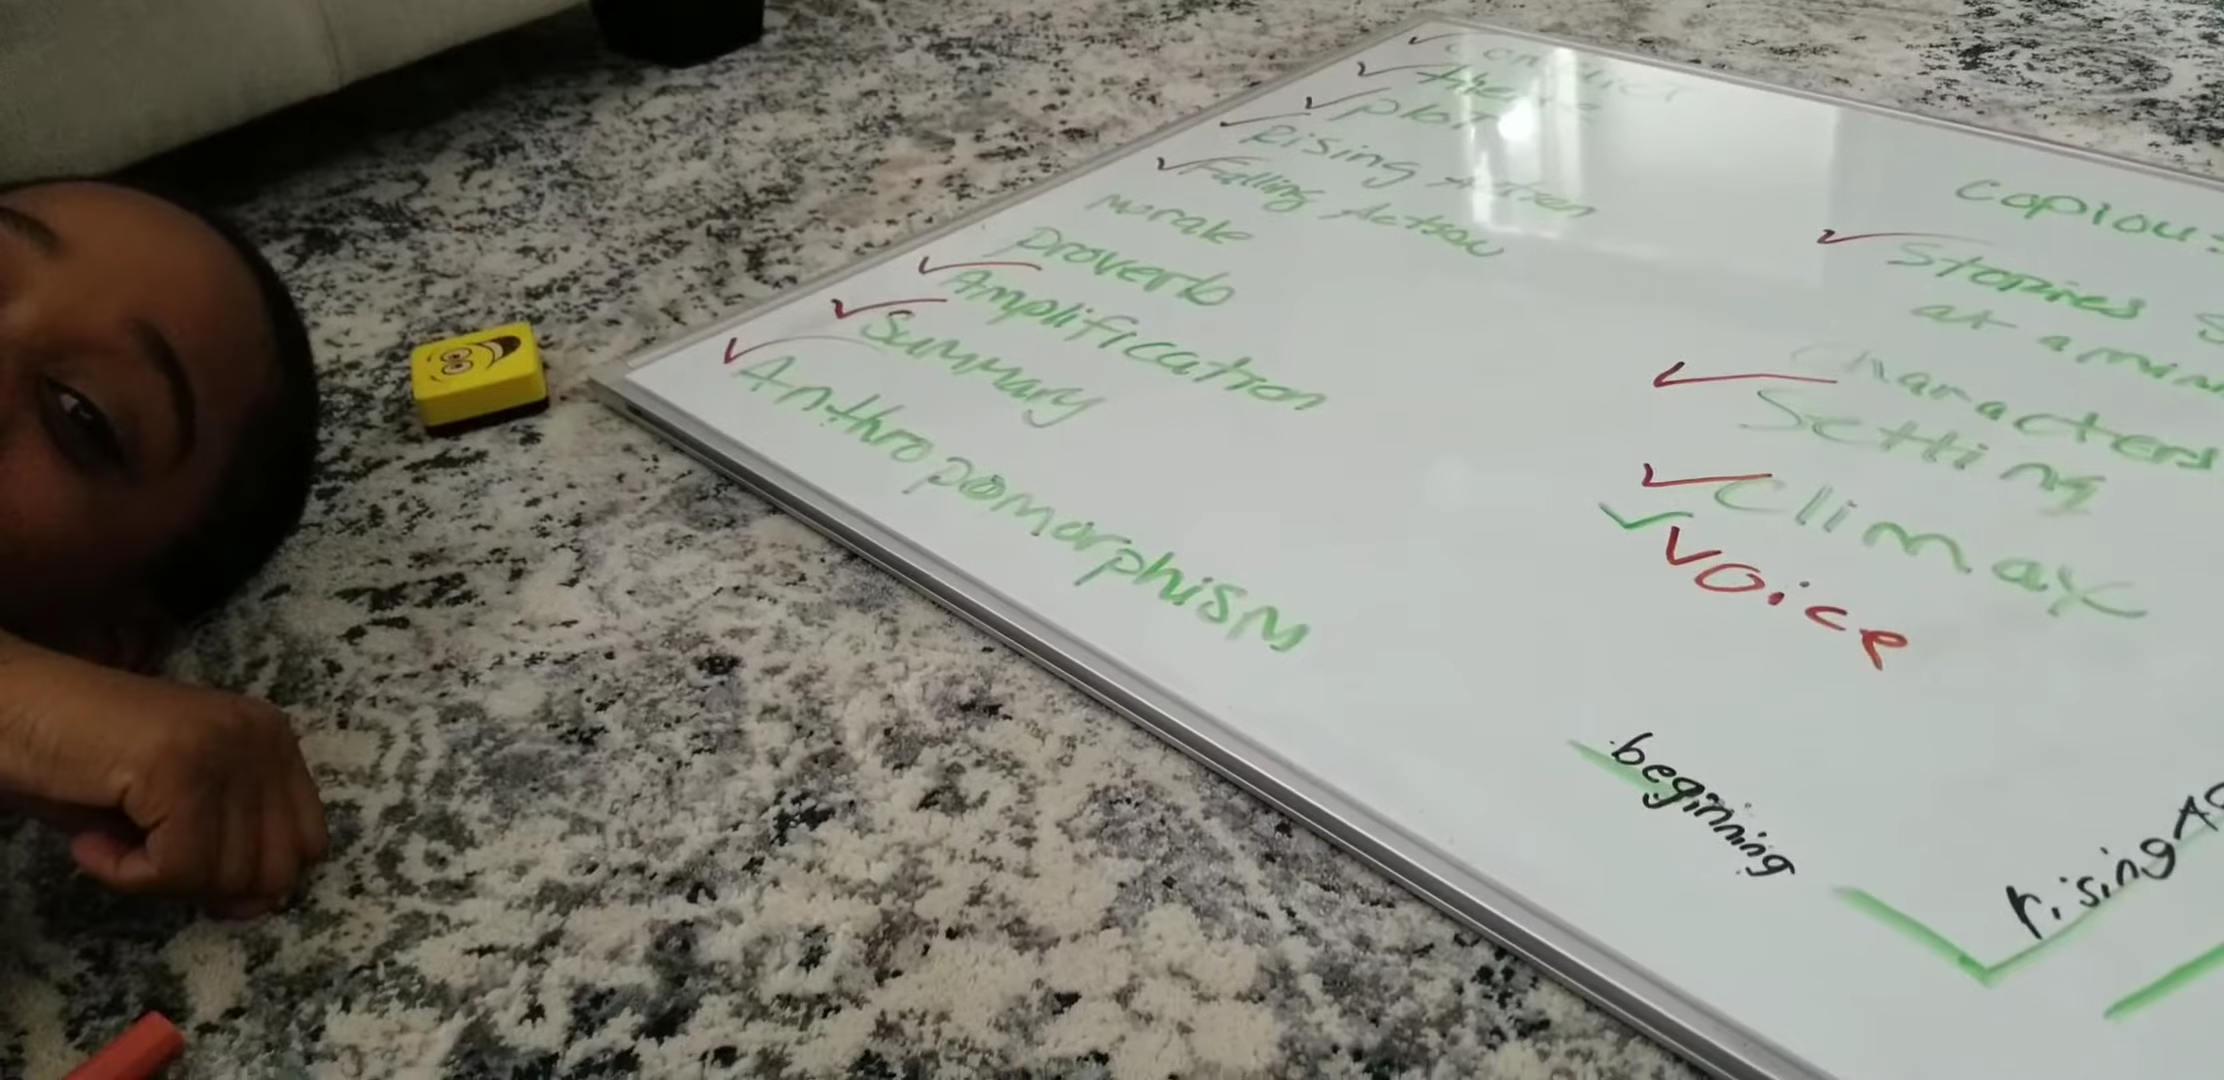 Conflict
theme
plot
Rising Action
Falling Action
Morale
Proverb
Amplification
Summary
Anthropomorphism
Copious
Stories
at a
Characters
Setting
Climax
Voice
beginning
rising